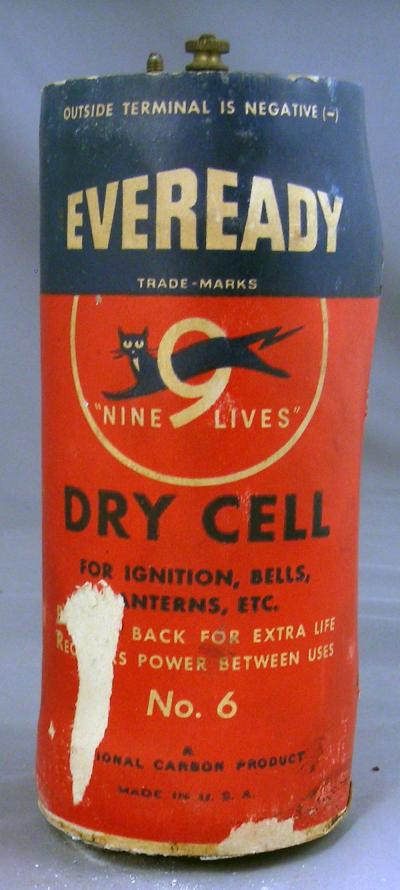 OUTSIDE TERMINAL IS NEGATIVE (-)
EVEREADY
TRADE-MARKS
9
"NINE LIVES"
DRY CELL
FOR IGNITION, BELLS,
ANTERNS, ETC.
BACK FOR EXTRA LIFE
POWER BETWEEN USES
No. 6
A
IONAL CARBON PRODUCT
MADE IN U.S.A.